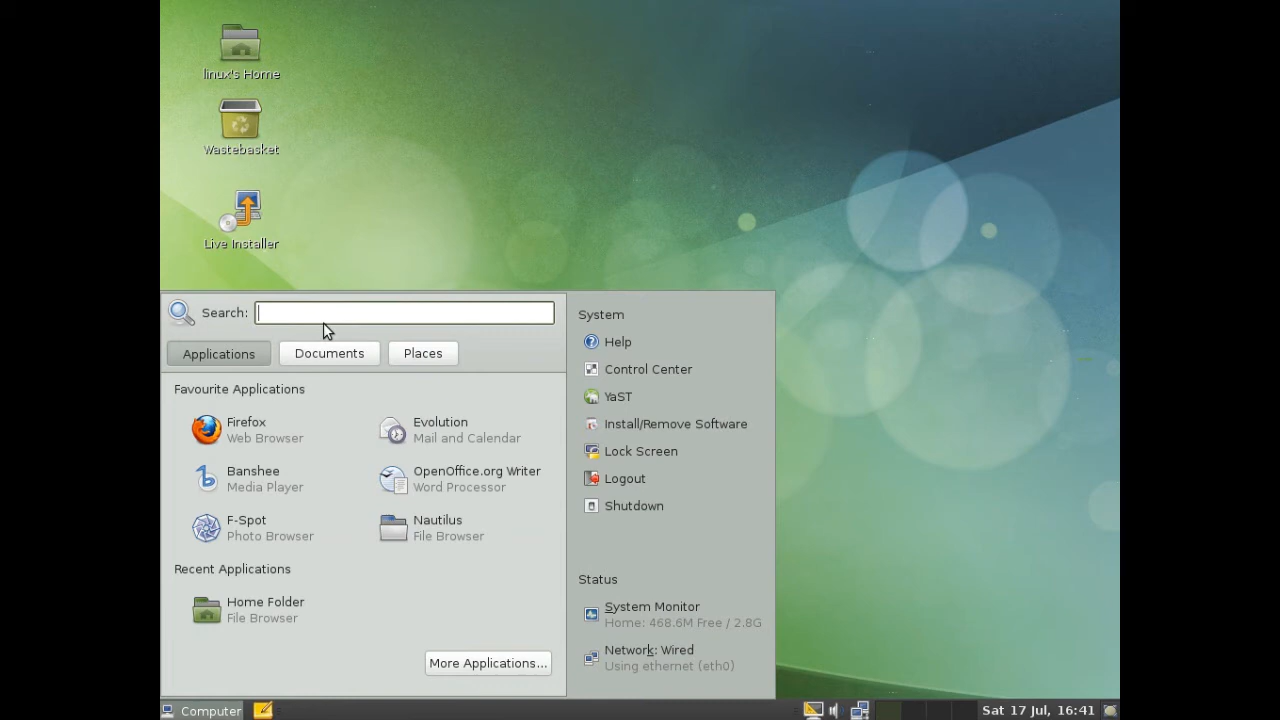 linux's Home
Wastebasket
Live Installer
Search:
Applications
Documents
Places
Favourite Applications
Firefox
Web Browser
Evolution
Mail and Calendar
Banshee
Media Player
OpenOffice.org Writer
Word Processor
F-Spot
Photo Browser
Nautilus
File Browser
Recent Applications
Home Folder
File Browser
More Applications...
System
Help
Control Center
YaST
Install/Remove Software
Lock Screen
Logout
Shutdown
Status
System Monitor
Home: 468.6M Free / 2.8G
Network: Wired
Using ethernet (eth0)
Computer
Sat 17 Jul, 16:41